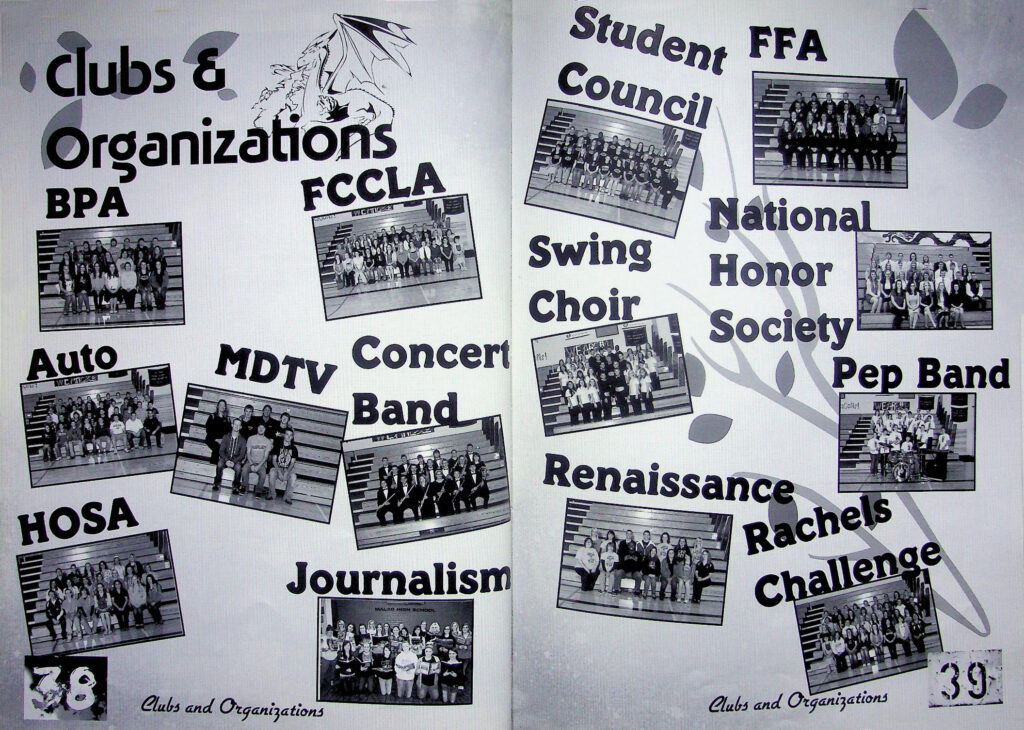 Clubs &
Organizations
BPA
FCCLA
Auto
MDTV
Concert
Band
HOSA
Journalism
MALAD HIGH SCHOOL
38
Clubs and Organizations
Student
Council
FFA
National
Honor
Society
Swing
Choir
Pep Band
Renaissance
Rachels
Challenge
Clubs and Organizations
39